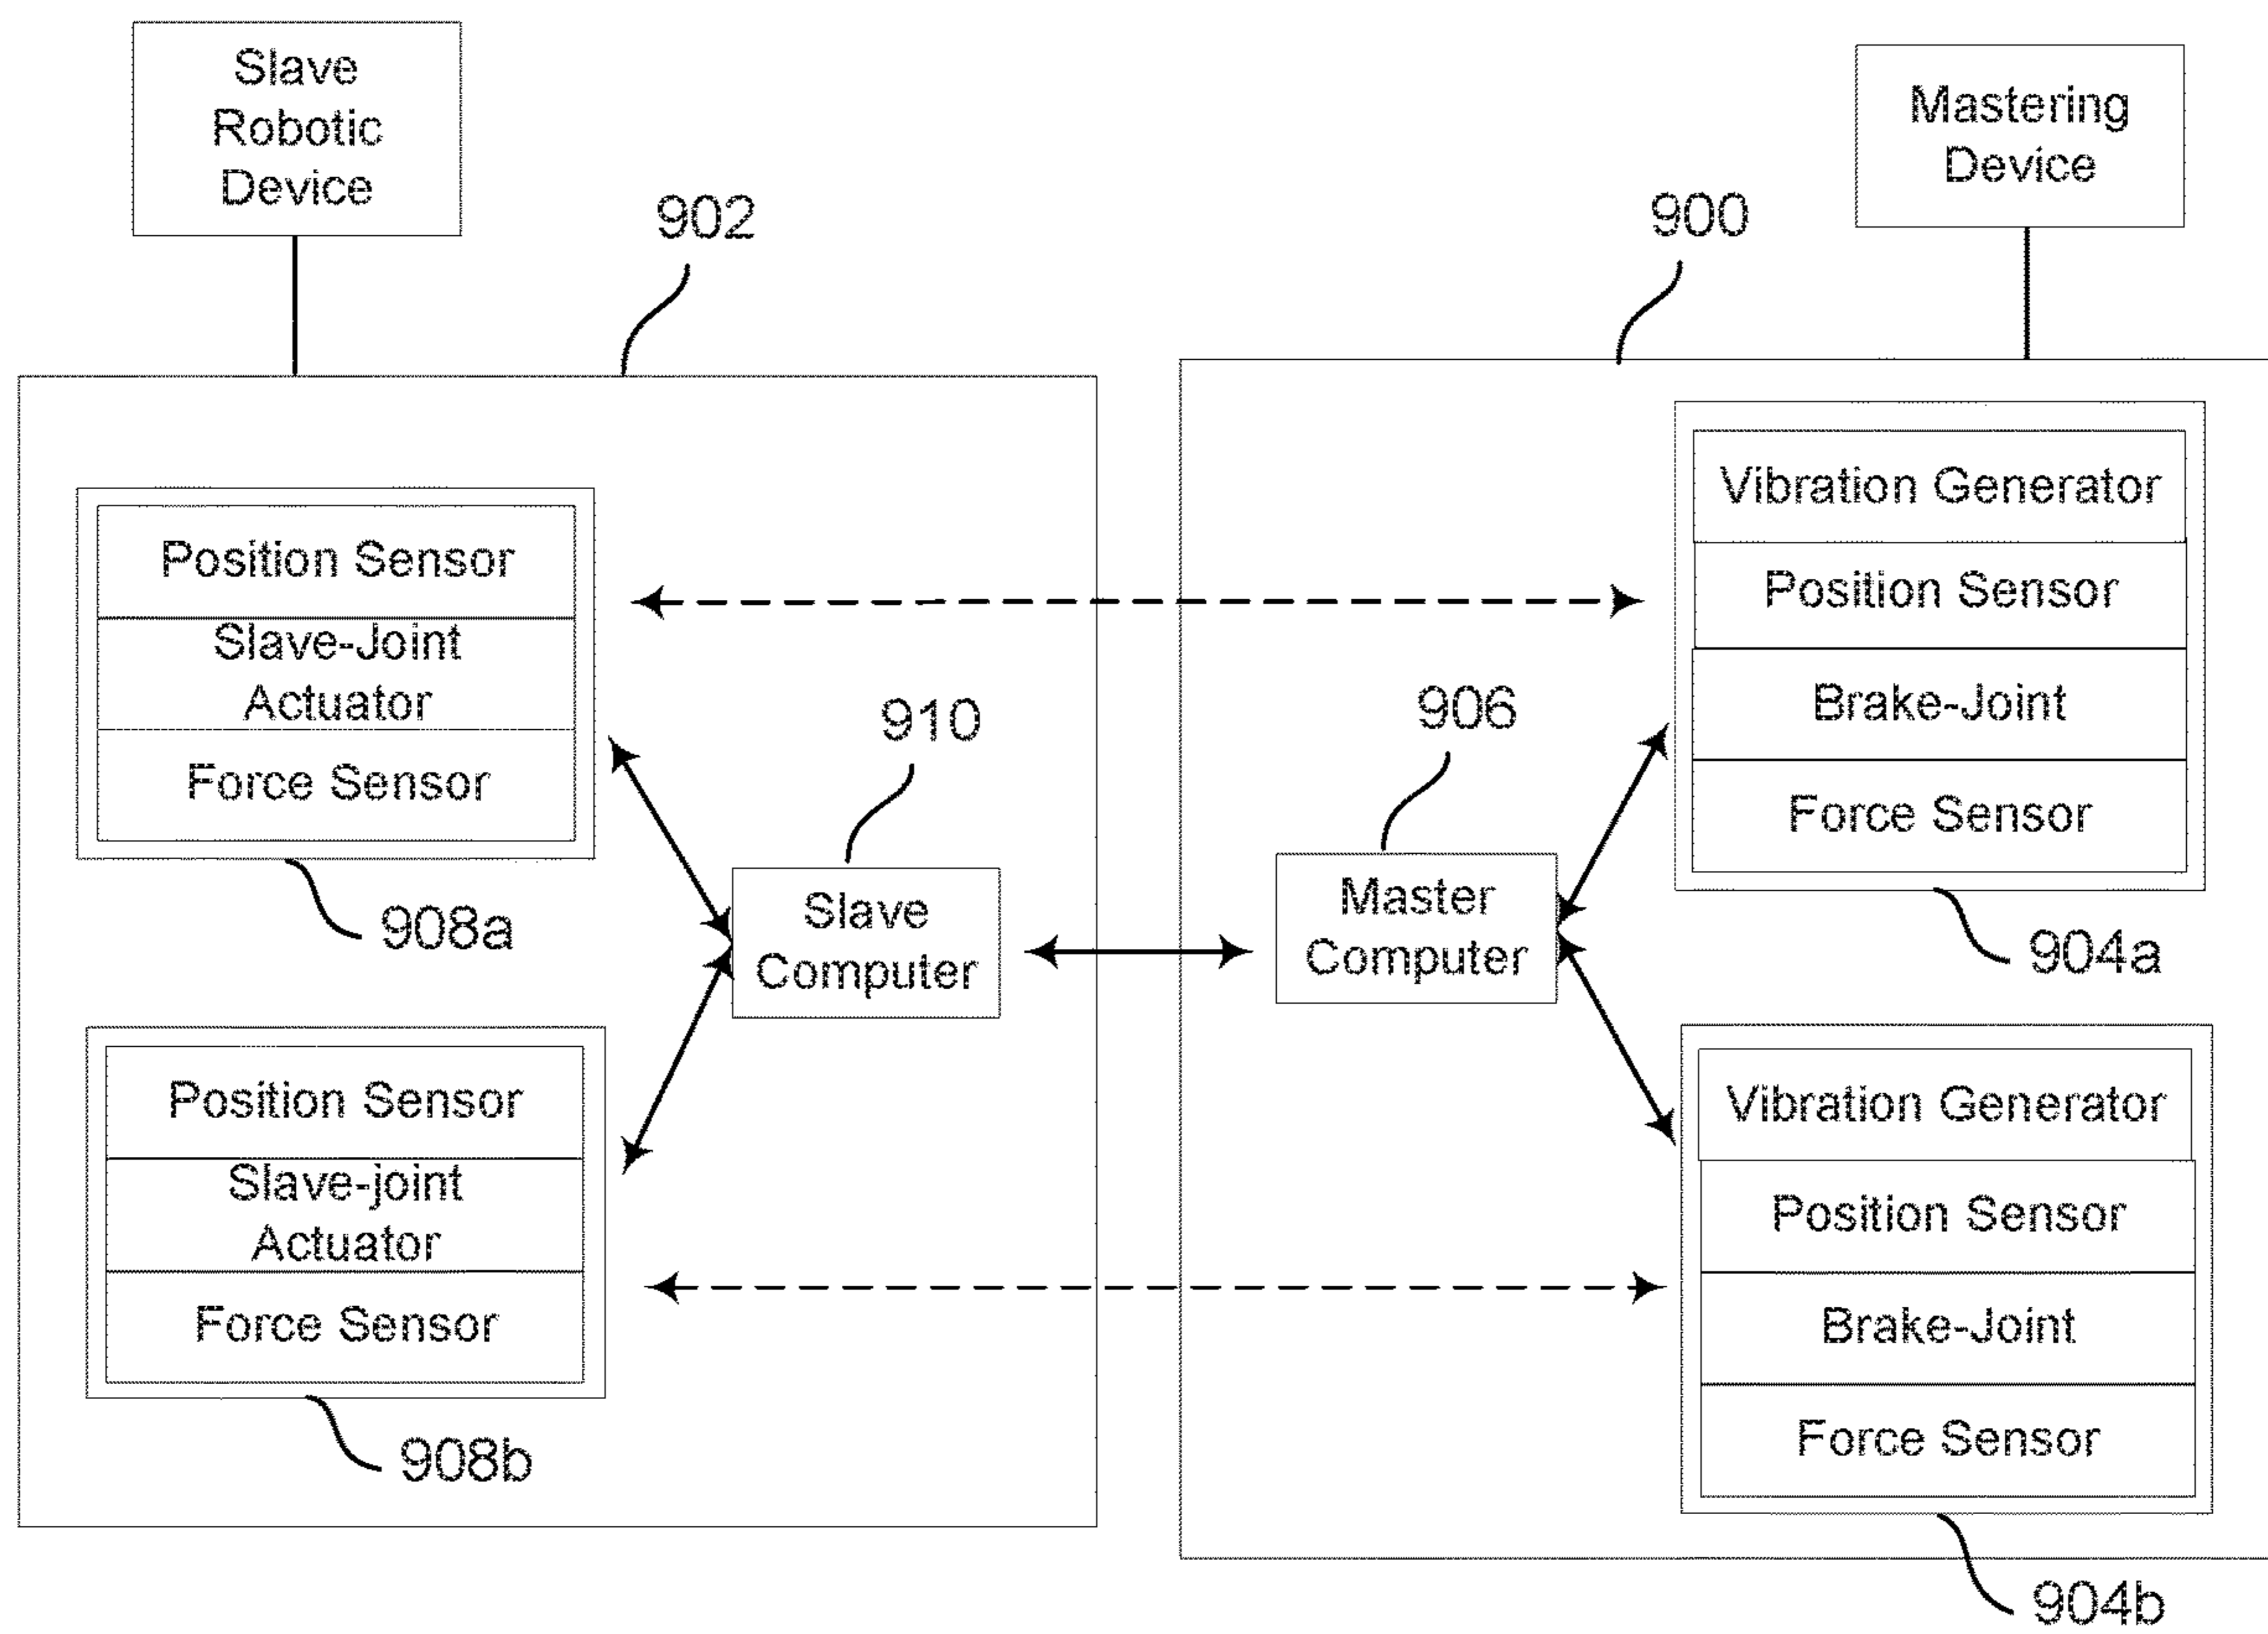 Slave
Robotic
Device
Mastering
Device
902
900
Position Sensor
Slave-Joint
Actuator
Force Sensor
908a
Position Sensor
Slave-joint
Actuator
Force Sensor
908b
910
Slave
Computer
906
Master
Computer
Vibration Generator
Position Sensor
Brake-Joint
Force Sensor
904a
Vibration Generator
Position Sensor
Brake-Joint
Force Sensor
904b